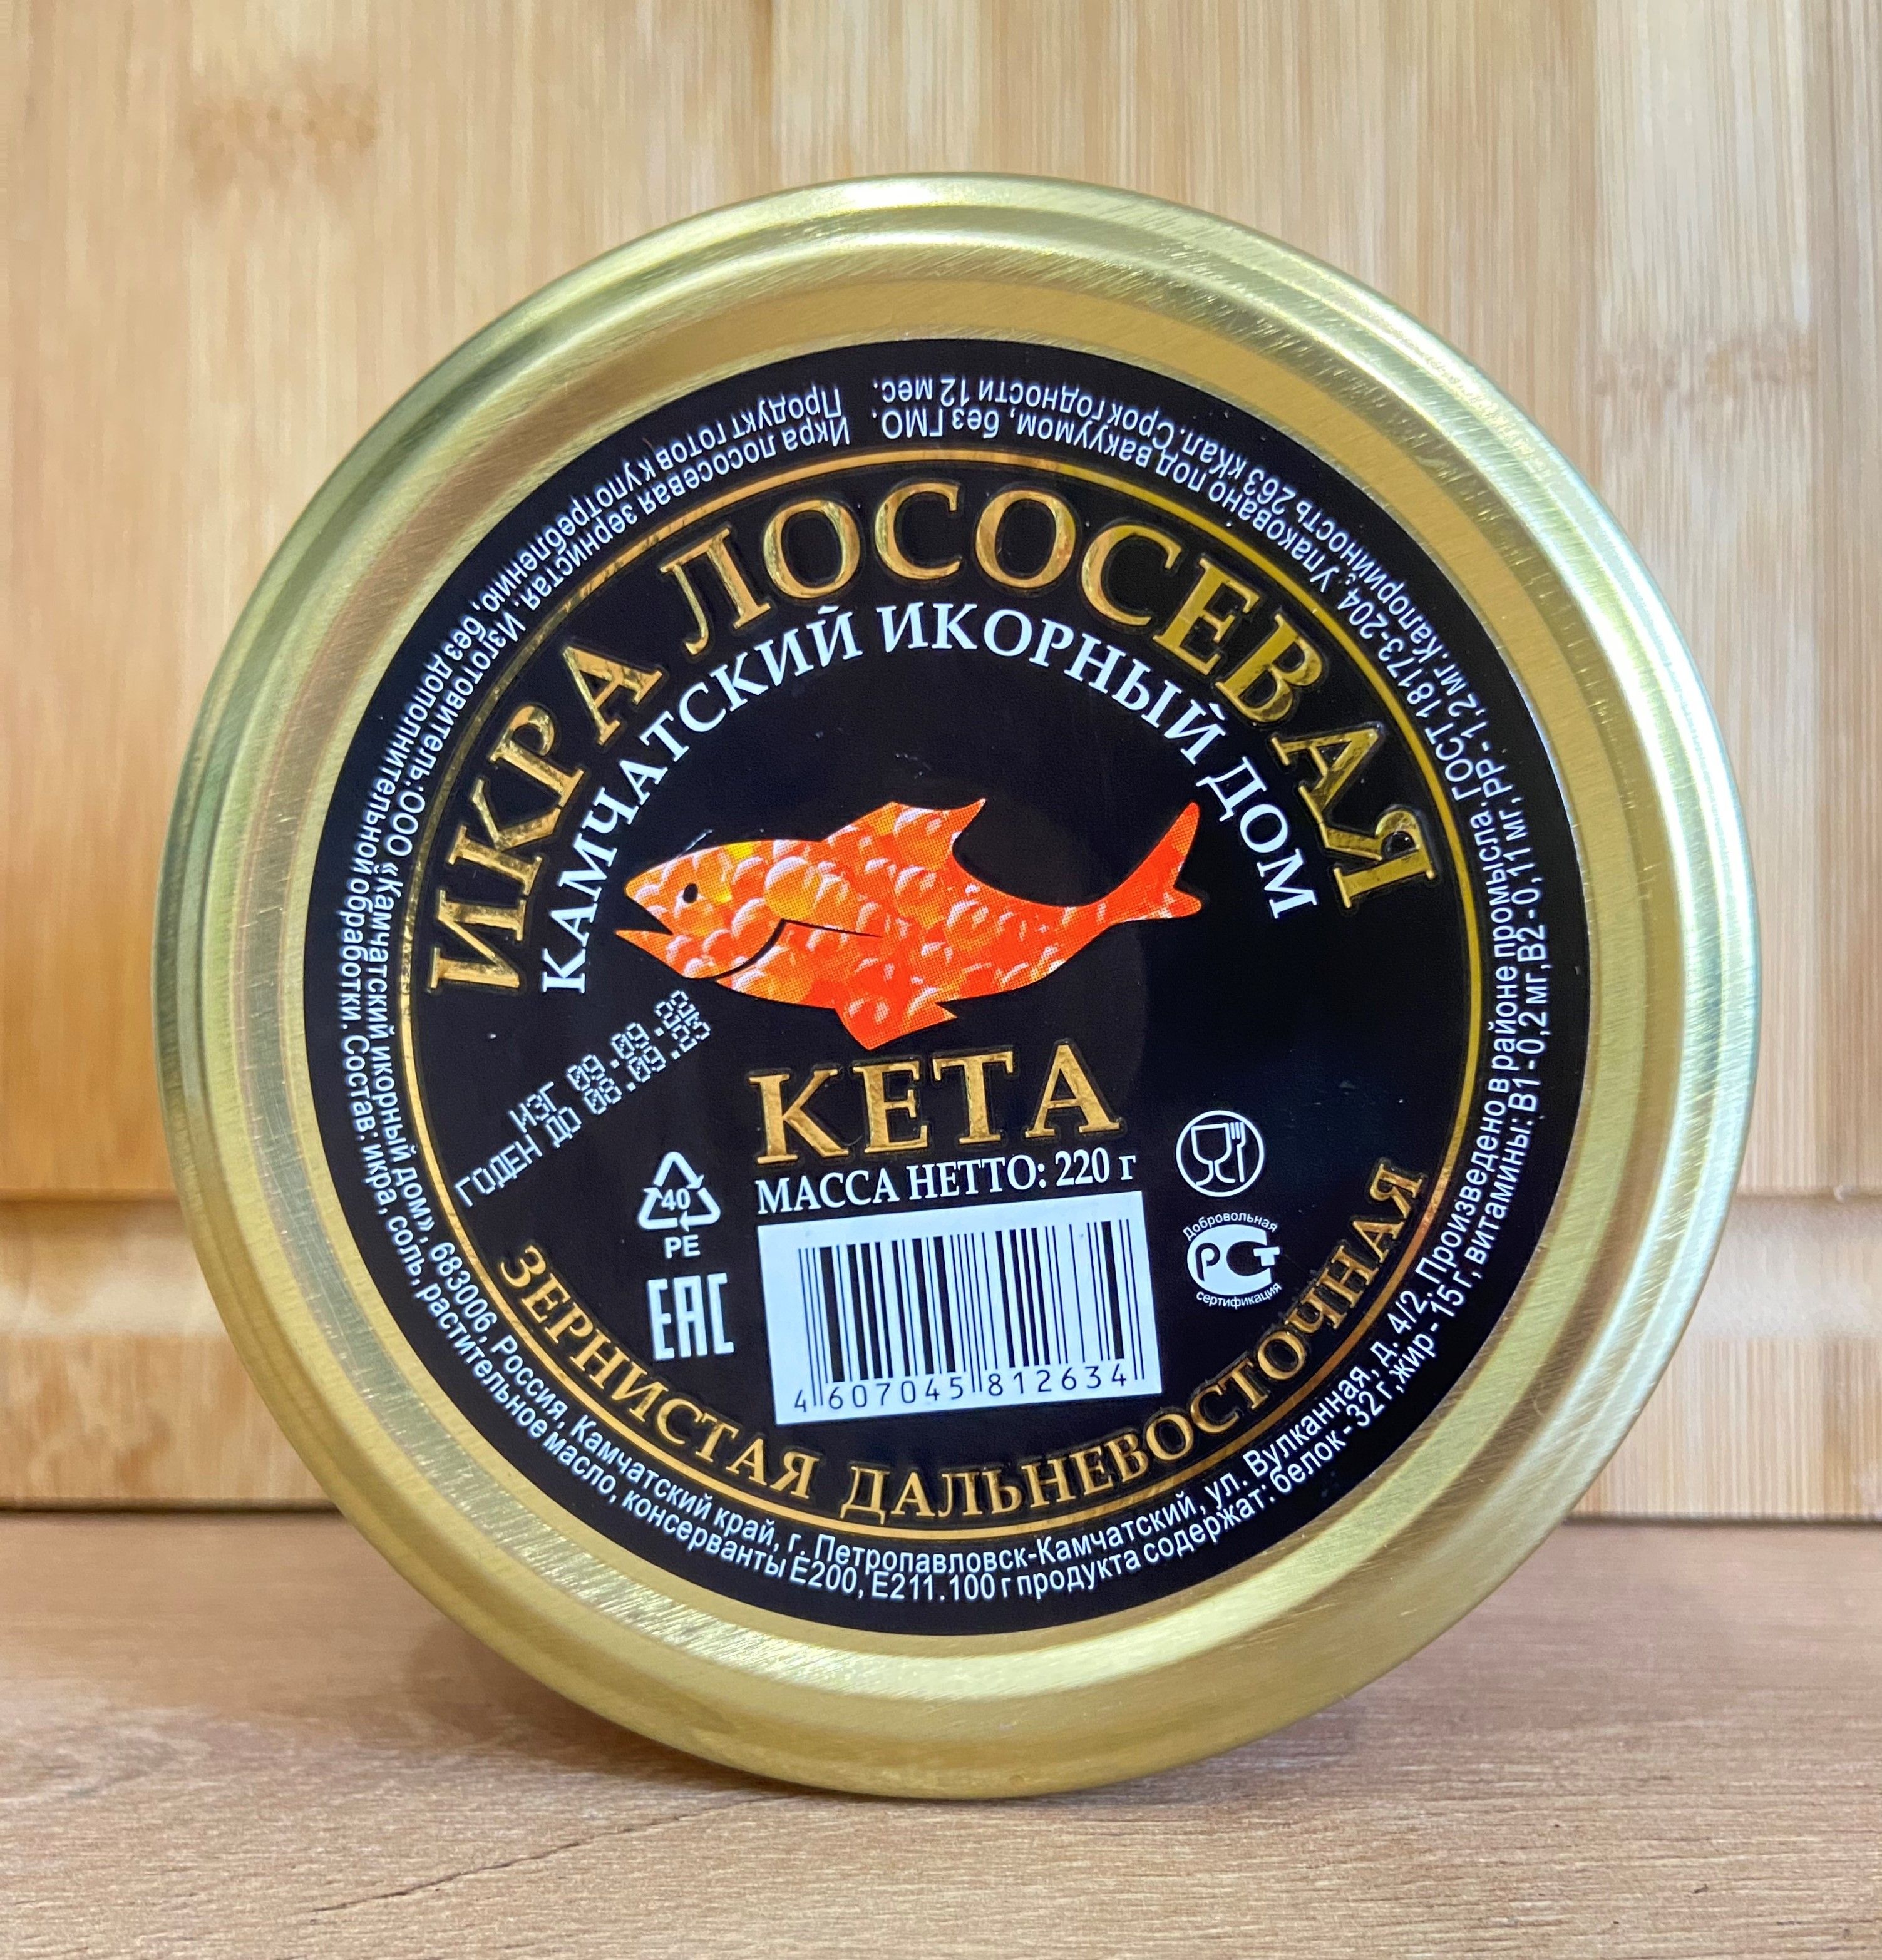 ИКРА ЛОСОСЕВАЯ
КАМЧАТСКИЙ ИКОРНЫЙ ДОМ
ИЗГ 09.09.22
ГОДЕН ДО 08.09.23
КЕТА
МАССА НЕТТО: 220 г
40
PE
EAC
Добровольная
РСТ
сертификация
4 607045 812634
ЗЕРНИСТАЯ ДАЛЬНЕВОСТОЧНАЯ
Икра лососевая зернистая. Изготовитель: ООО «Камчатский икорный дом», 683006, Россия, Камчатский край, г. Петропавловск-Камчатский, ул. Вулканная, д. 4/2. Произведено в районе промысла. ГОСТ 18173-204. Упаковано под вакуумом, без ГМО.
Продукт готов к употреблению, без дополнительной обработки. Состав: икра, соль, растительное масло, консерванты Е200, Е211. 100 г продукта содержат: белок - 32 г, жир - 15 г, витамины: В1 - 0,2 мг, В2 - 0,11 мг, РР - 1,2 мг. Калорийность 263 кКал. Срок годности 12 мес.